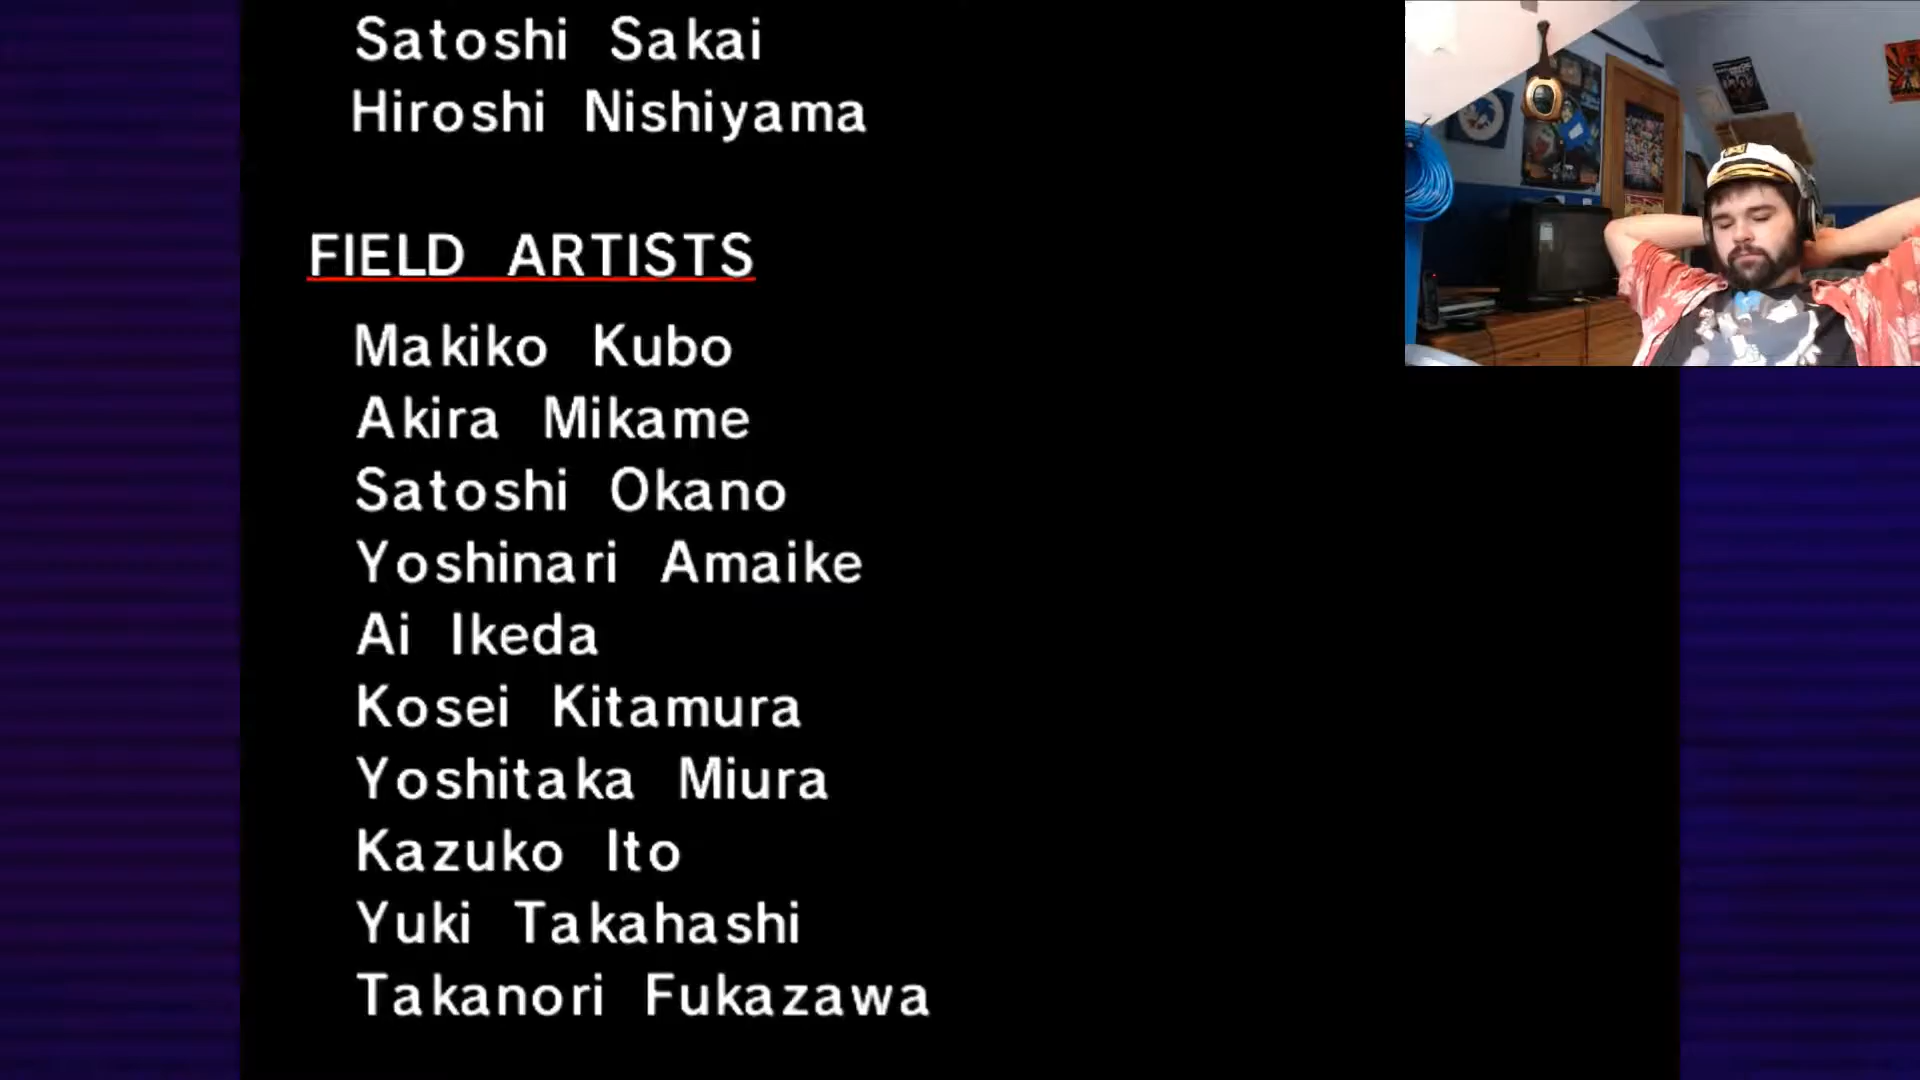 Satoshi Sakai
Hiroshi Nishiyama
FIELD ARTISTS
Makiko Kubo
Akira Mikame
Satoshi Okano
Yoshinari Amaike
Ai Ikeda
Kosei Kitamura
Yoshitaka Miura
Kazuko Ito
Yuki Takahashi
Takanori Fukazawa